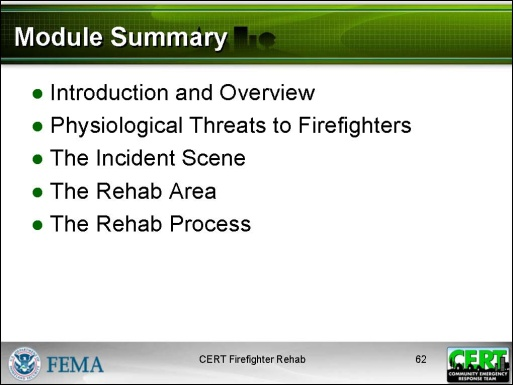 Module Summary
● Introduction and Overview
● Physiological Threats to Firefighters
● The Incident Scene
● The Rehab Area
● The Rehab Process
FEMA
CERT Firefighter Rehab
62
CERT
COMMUNITY EMERGENCY
RESPONSE TEAM